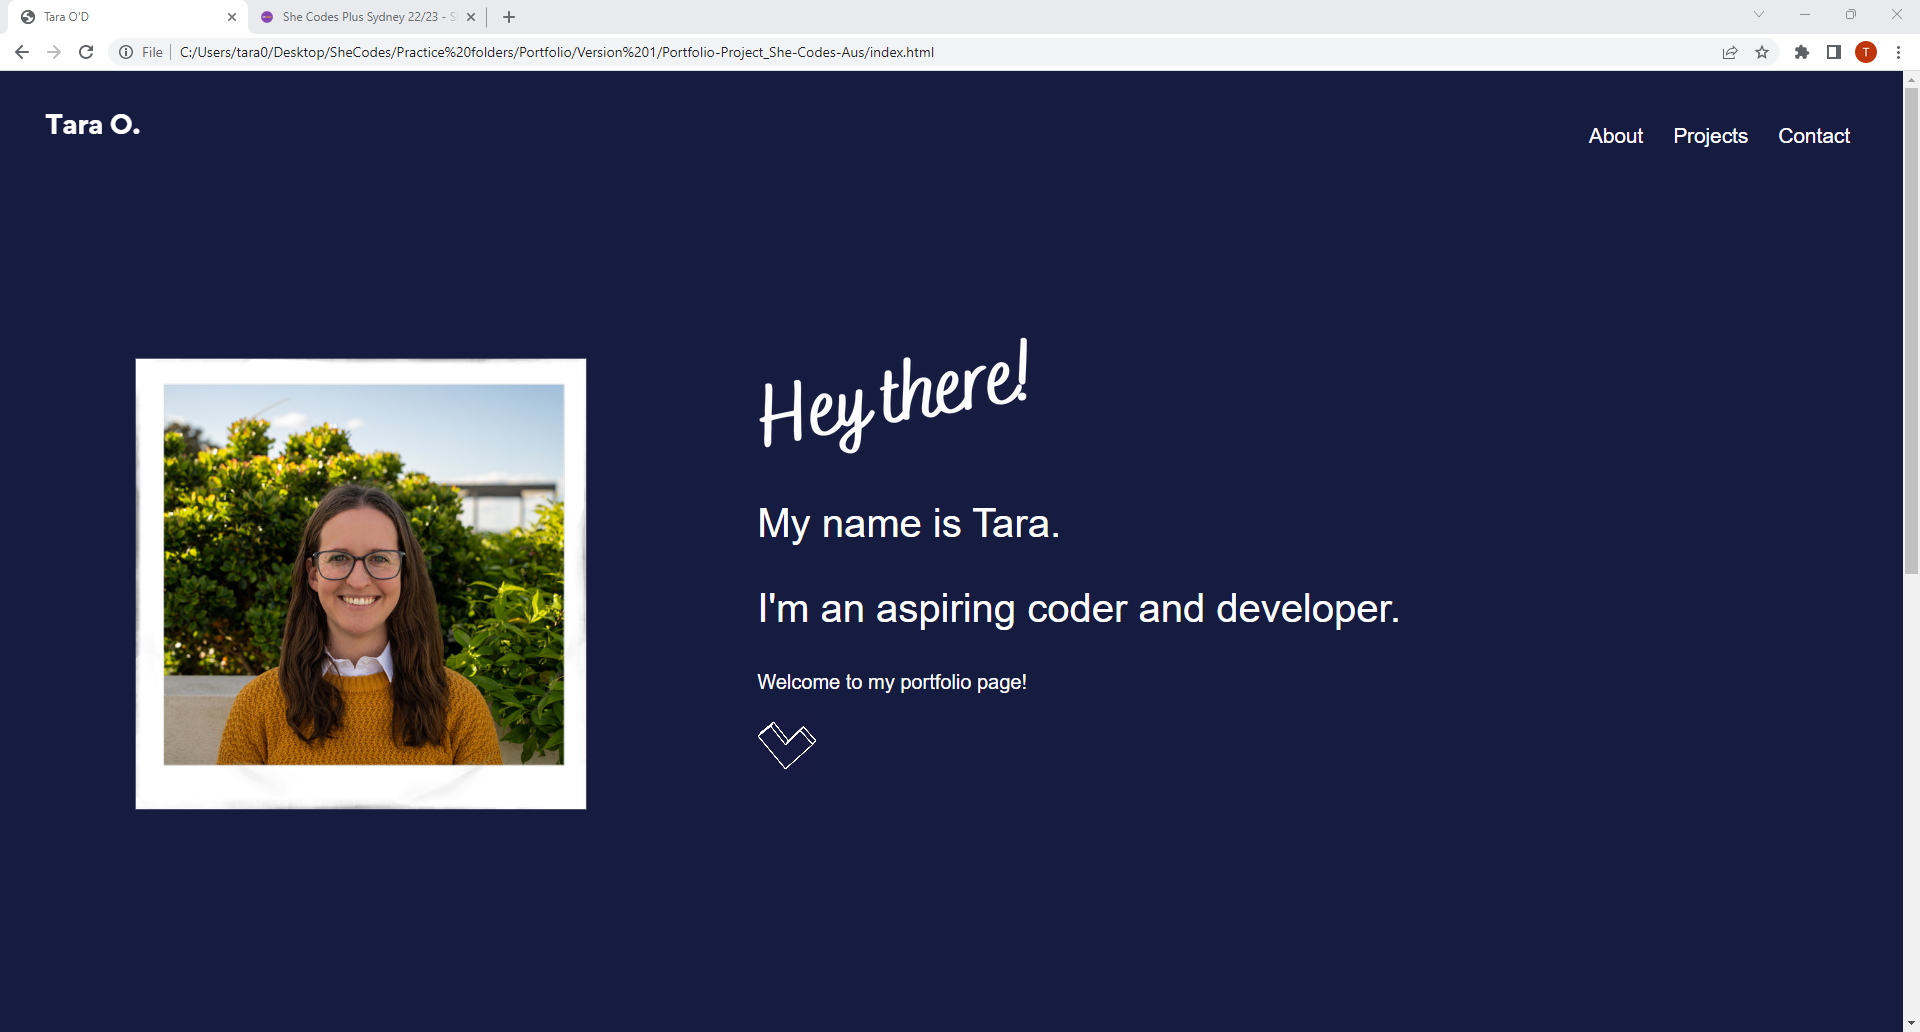 Tara O'D
She Codes Plus Sydney 22/23 - S
File
C:/Users/tara0/Desktop/SheCodes/Practice%20folders/Portfolio/Version%201/Portfolio-Project_She-Codes-Aus/index.html
T
Tara O.
About Projects Contact
Hey there!
My name is Tara.
I'm an aspiring coder and developer.
Welcome to my portfolio page!